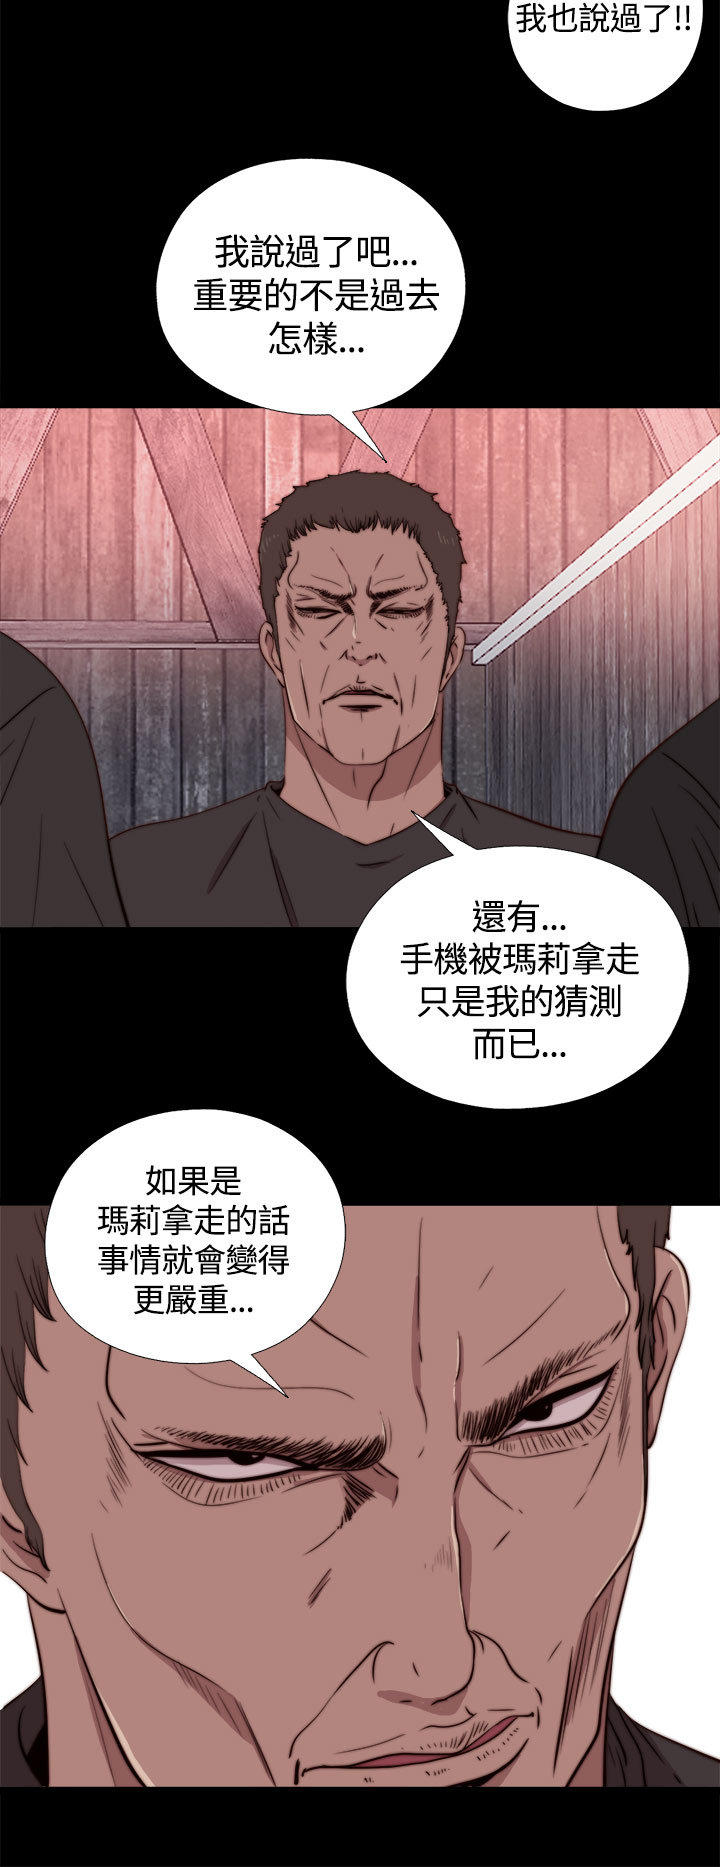 我也說過了!!
我說過了吧...
重要的不是過去
怎樣...
還有...
手機被瑪莉拿走
只是我的猜測
而已...
如果是
瑪莉拿走的話
事情就會變得
更嚴重...